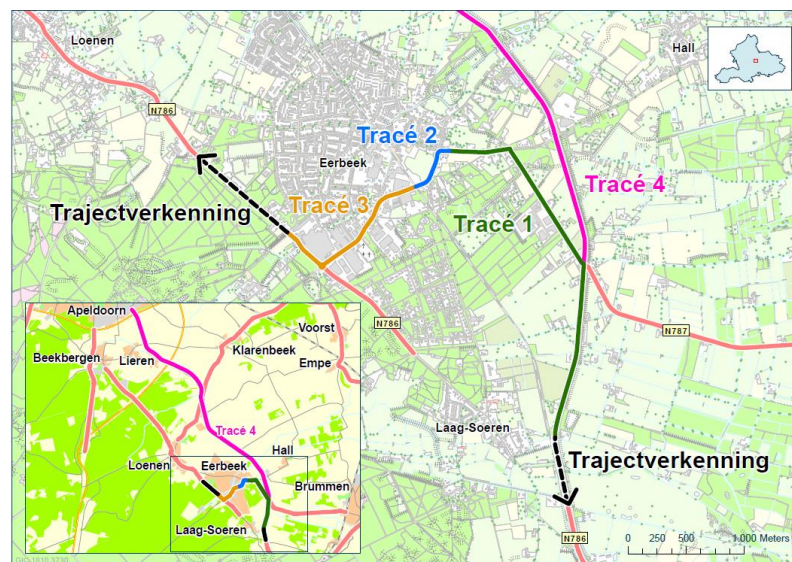 Loenen
Hall
N786
Tracé 2
Eerbeek
Tracé 4
Trajectverkenning
Tracé 3
Tracé 1
N786
N787
Laag-Soeren
Trajectverkenning
N786
0 250 500 1.000 Meters
Apeldoorn
Voorst
Beekbergen
Lieren
Klarenbeek
Empe
Tracé 4
Loenen
Eerbeek
Hall
Brummen
Laag-Soeren